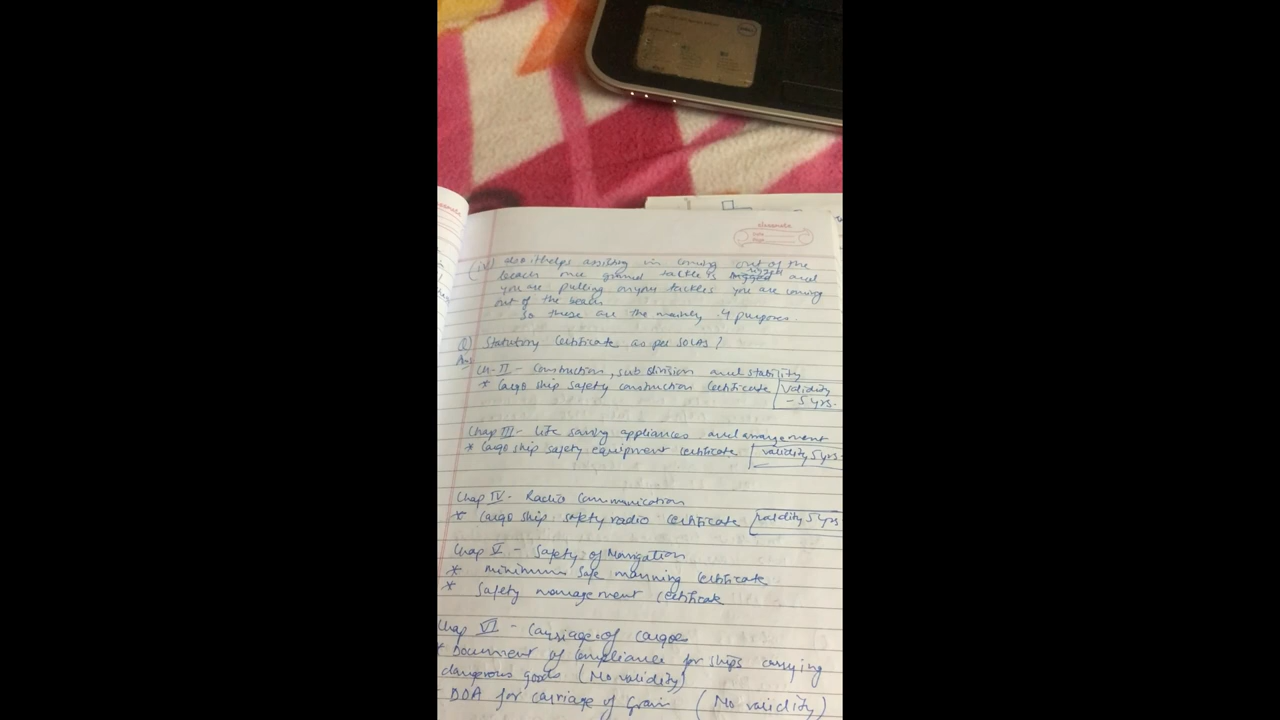 classmate
Date
Page
(iv) also ithelps assisting in coming out of the
beach once ground tackle is rigged and
you are pulling onyour tackles you are coming
out of the beach
So these are the mainly 4 purposes.
Q) Statutory Certificate as per SOLAS?
Ans
Ch-II - Construction, sub division and stability
* Cargo ship safety construction Certificate Validity
- 5 yrs.
Chap III - Life saving appliances and arrangement
* Cargo ship safety equipment certificate validity 5 yrs
Chap IV - Radio Communication
* Cargo ship safety radio certificate validity 5 yrs
Chap V - Safety of Navigation
* minimum safe manning certificate
* Safety management certificate
Chap VI - Carriage of cargoes
* Document of compliance for ships carrying
dangerous goods (No validity)
DOA for carriage of Grain (No validity)